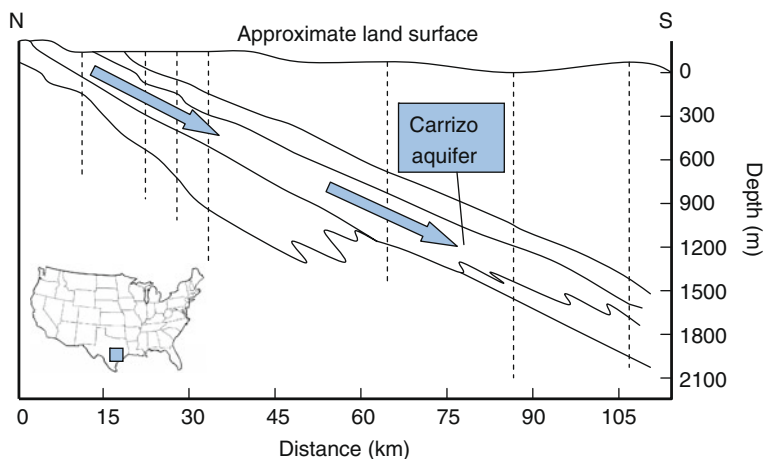 N
S
Approximate land surface
0
300
600
900
1200
1500
1800
2100
Depth (m)
Carrizo
aquifer
0
15
30
45
60
75
90
105
Distance (km)